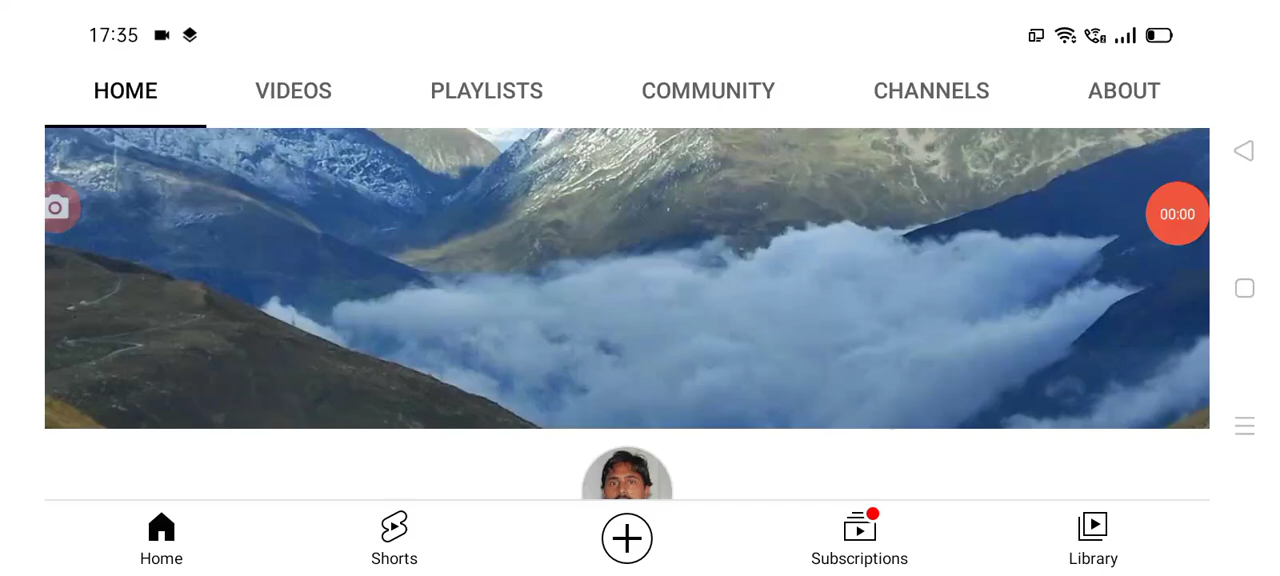 17:35
HOME VIDEOS PLAYLISTS COMMUNITY CHANNELS ABOUT
00:00
Home Shorts Subscriptions Library